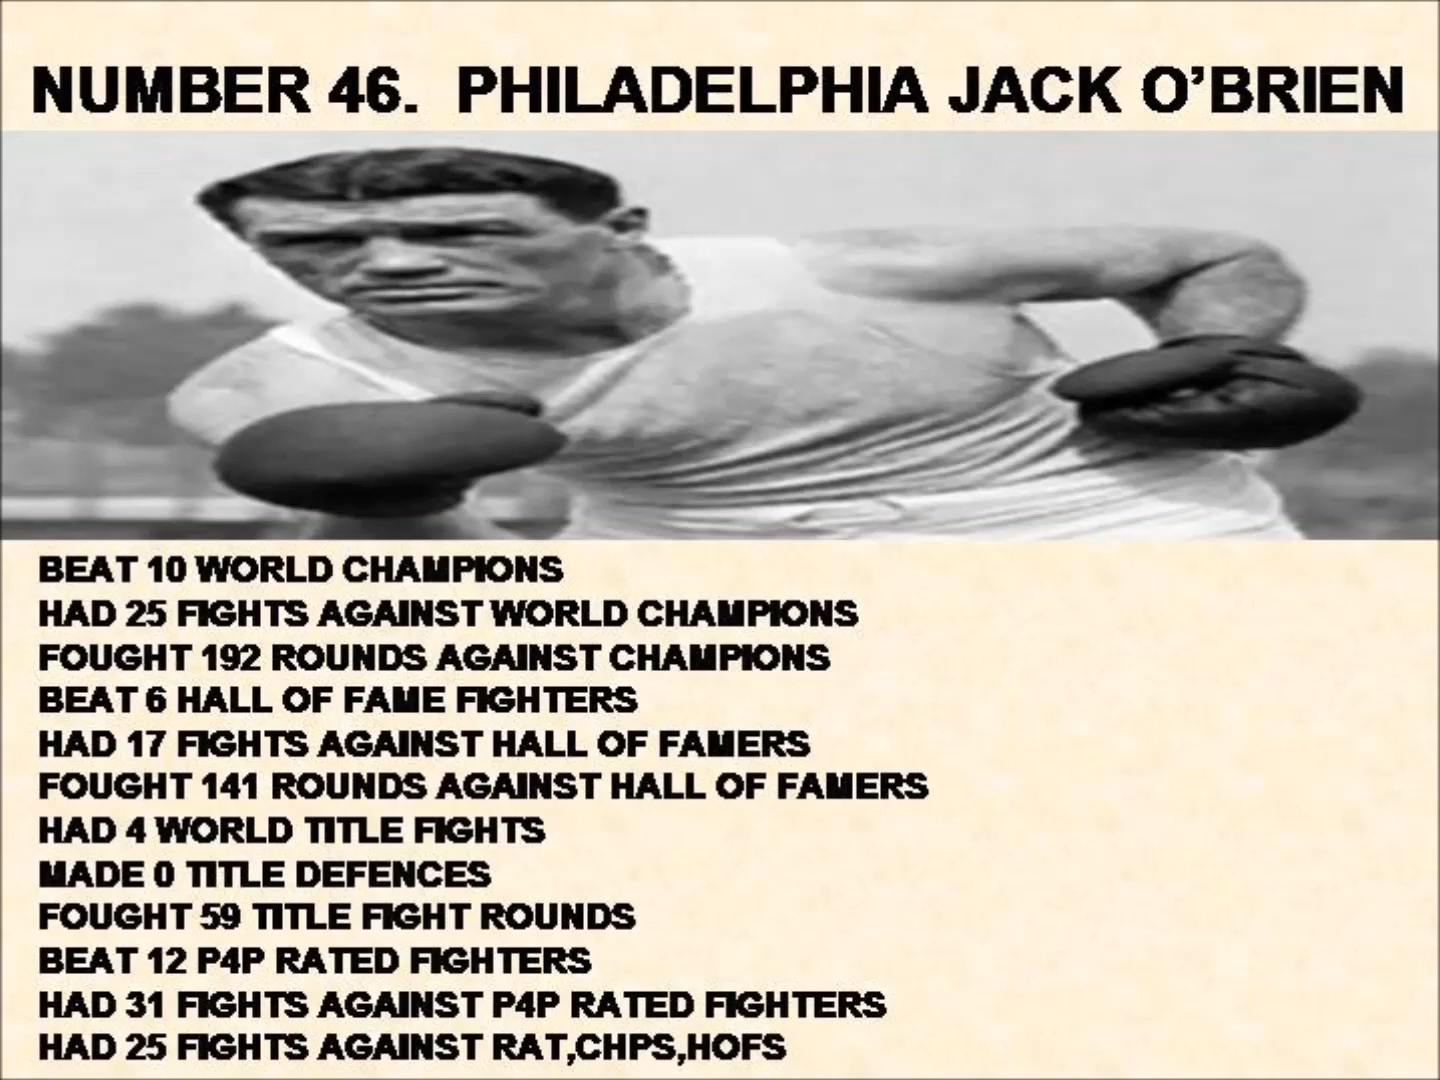 NUMBER 46. PHILADELPHIA JACK O’BRIEN
BEAT 10 WORLD CHAMPIONS
HAD 25 FIGHTS AGAINST WORLD CHAMPIONS
FOUGHT 192 ROUNDS AGAINST CHAMPIONS
BEAT 6 HALL OF FAME FIGHTERS
HAD 17 FIGHTS AGAINST HALL OF FAMERS
FOUGHT 141 ROUNDS AGAINST HALL OF FAMERS
HAD 4 WORLD TITLE FIGHTS
MADE 0 TITLE DEFENCES
FOUGHT 59 TITLE FIGHT ROUNDS
BEAT 12 P4P RATED FIGHTERS
HAD 31 FIGHTS AGAINST P4P RATED FIGHTERS
HAD 25 FIGHTS AGAINST RAT,CHPS,HOFS